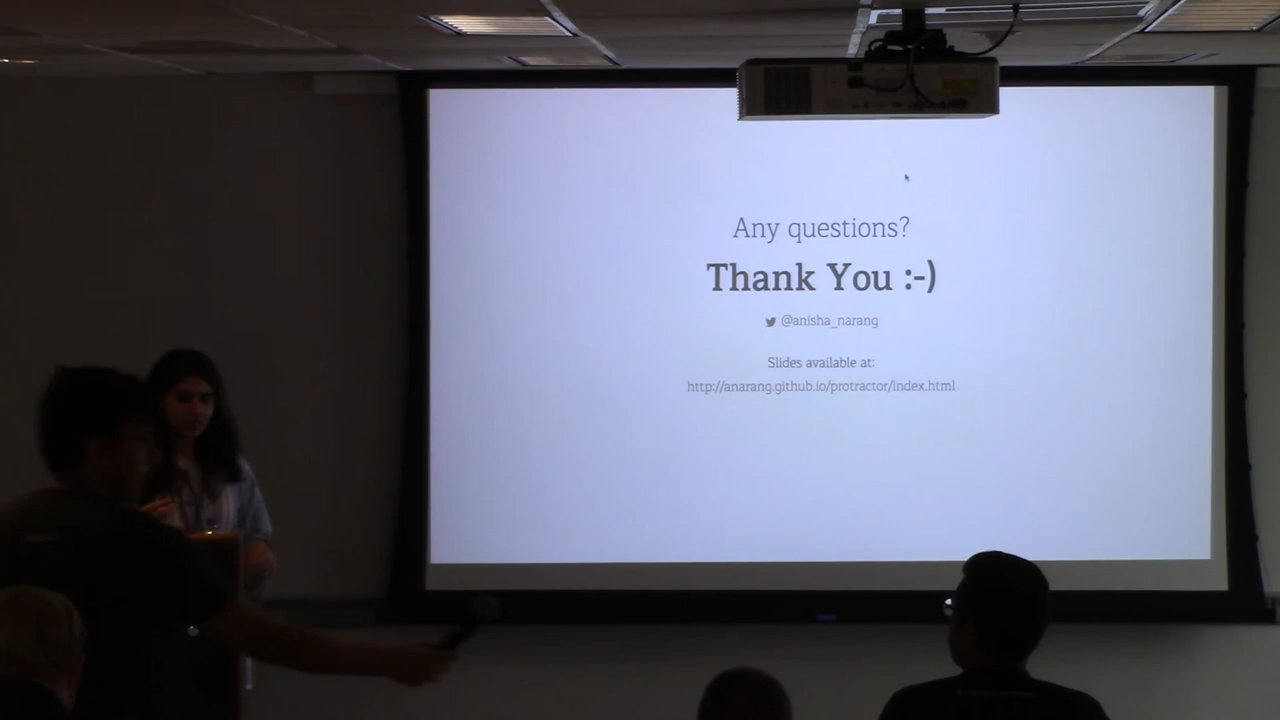 Any questions?
Thank You :-)
@anisha_narang
Slides available at:
http://anarang.github.io/protractor/index.html